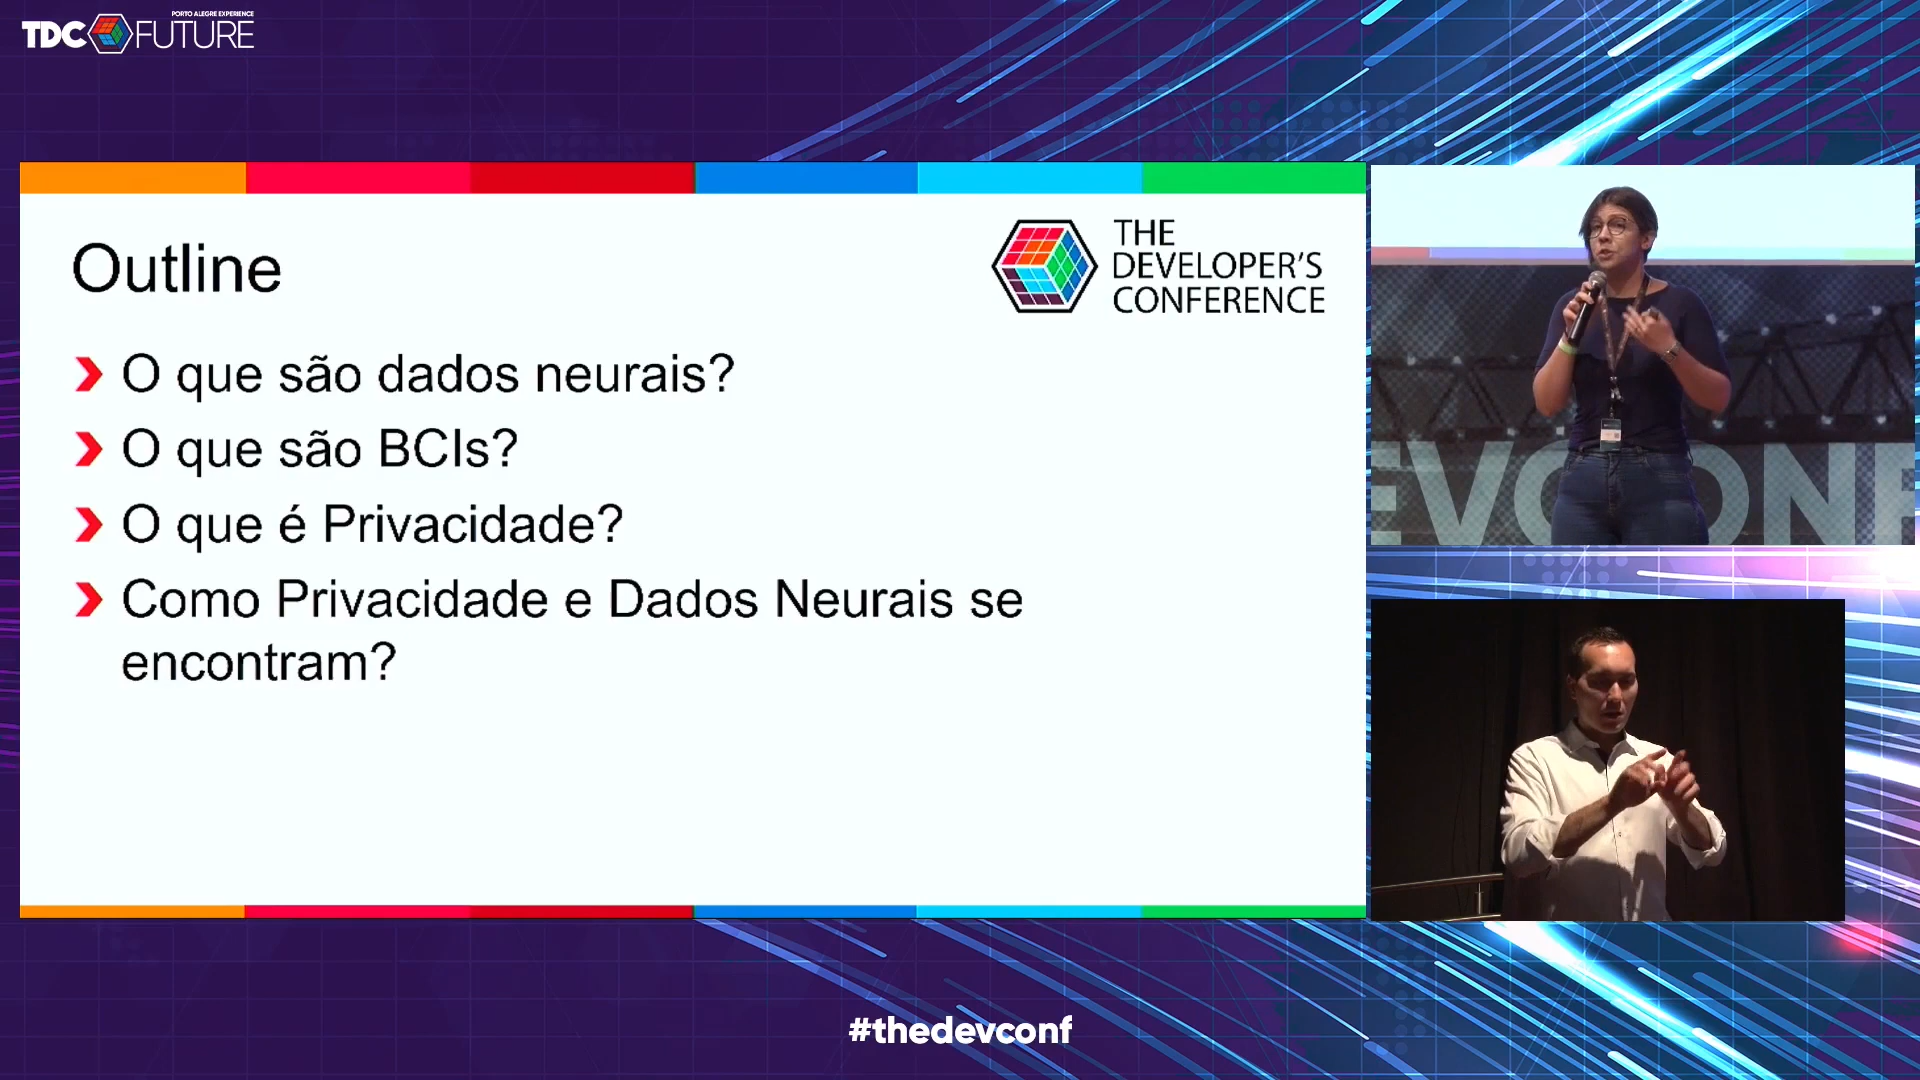 PORTO ALEGRE EXPERIENCE
TDC FUTURE
Outline
THE
DEVELOPER'S
CONFERENCE
O que são dados neurais?
O que são BCIs?
O que é Privacidade?
Como Privacidade e Dados Neurais se
encontram?
EVCONF
#thedevconf